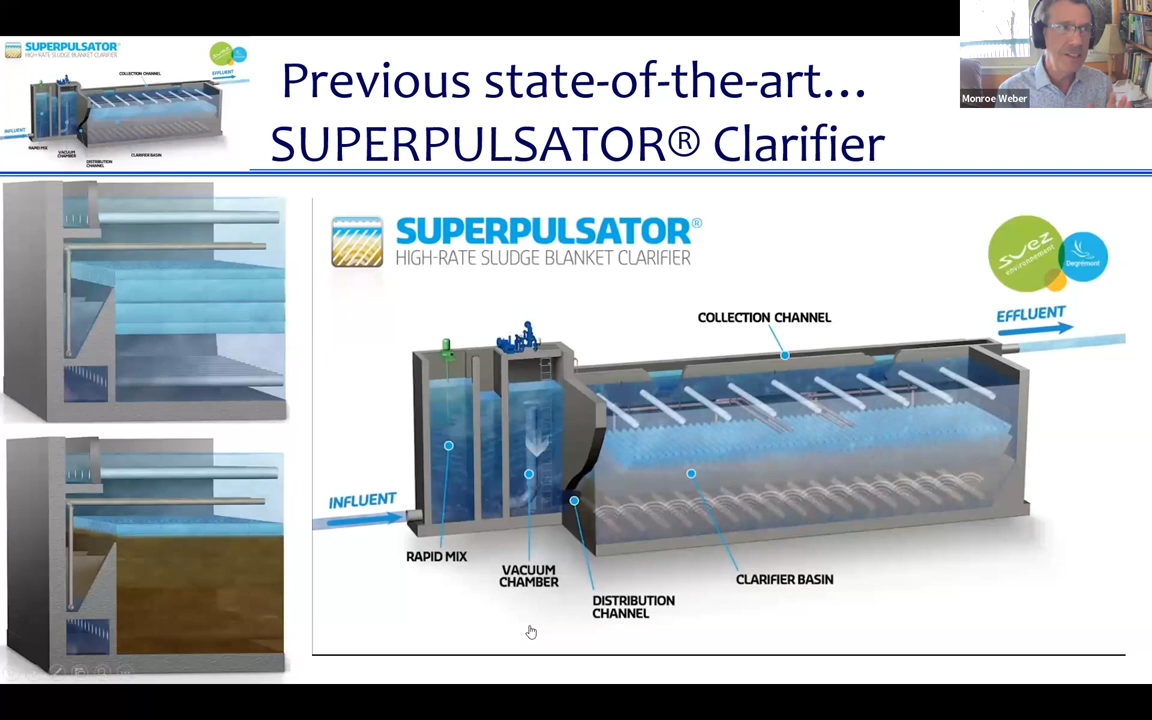 SUPERPULSATOR®
HIGH-RATE SLUDGE BLANKET CLARIFIER
COLLECTION CHANNEL
EFFLUENT
INFLUENT
RAPID MIX
VACUUM
CHAMBER
DISTRIBUTION
CHANNEL
CLARIFIER BASIN
Previous state-of-the-art...
SUPERPULSATOR® Clarifier
Monroe Weber
SUPERPULSATOR®
HIGH-RATE SLUDGE BLANKET CLARIFIER
suez
environnement
Degrémont
COLLECTION CHANNEL
EFFLUENT
INFLUENT
RAPID MIX
VACUUM
CHAMBER
DISTRIBUTION
CHANNEL
CLARIFIER BASIN